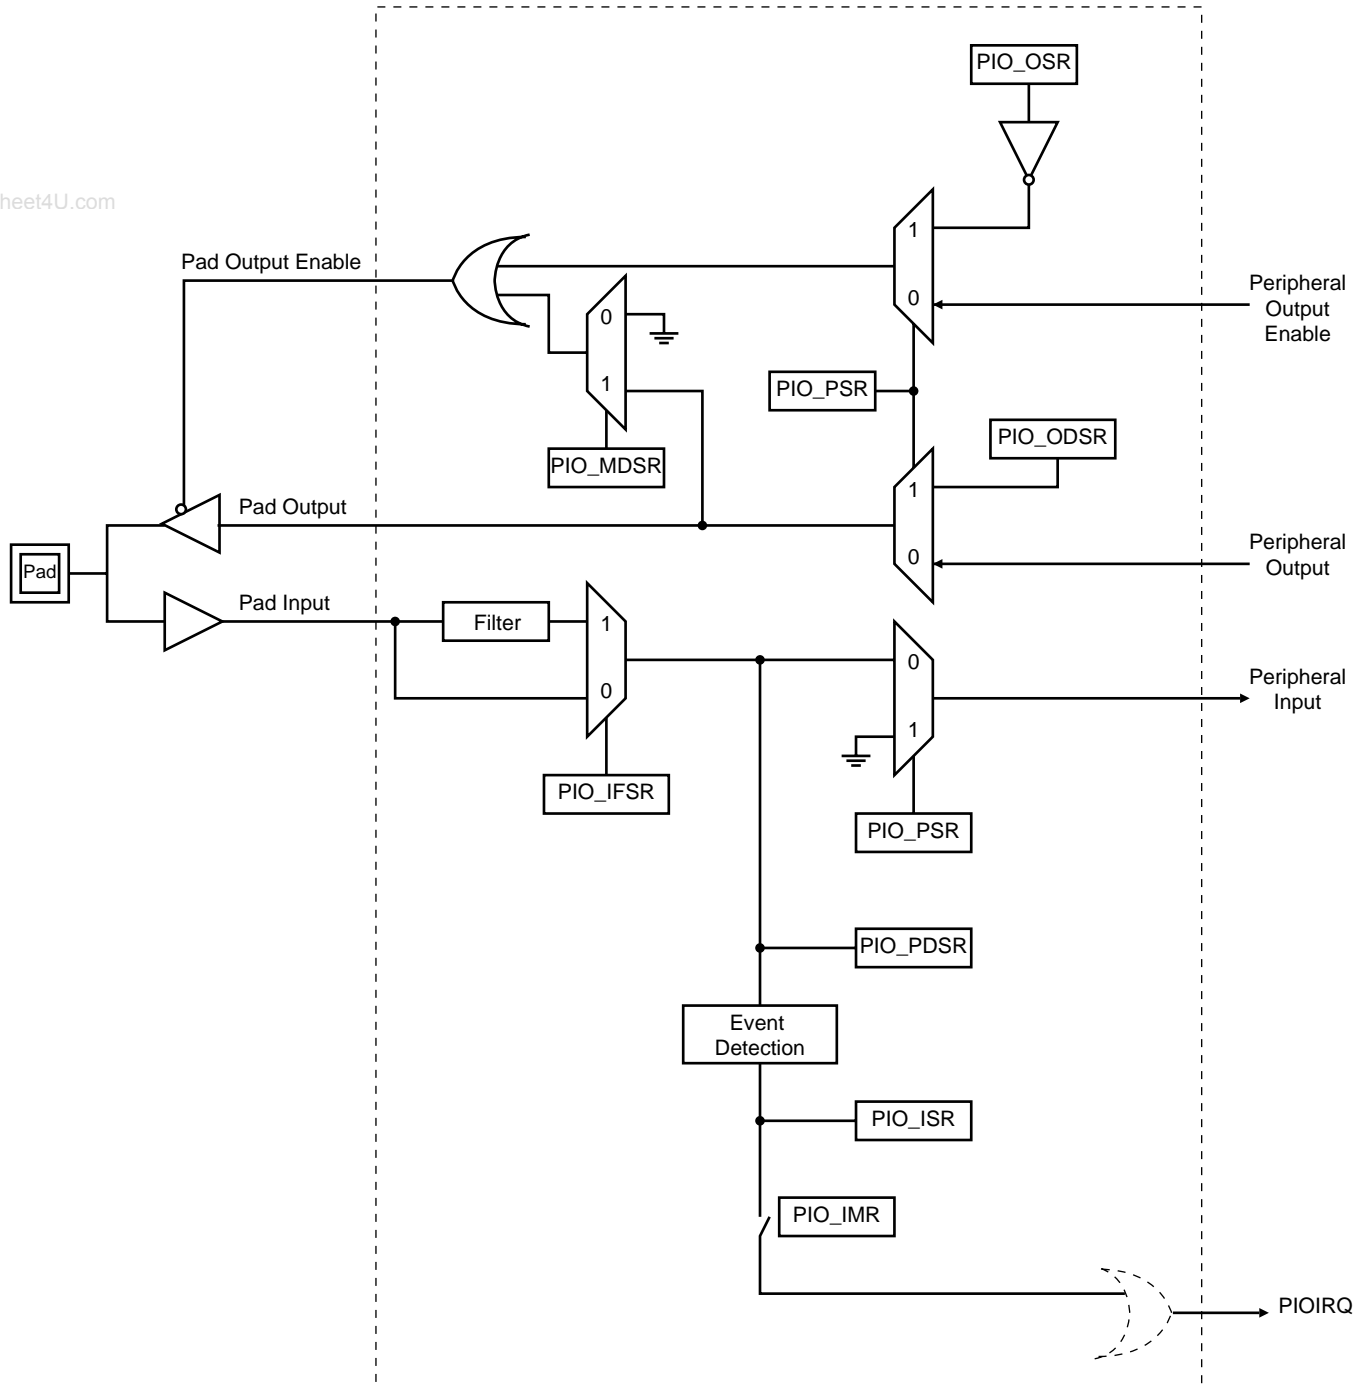 PIO_OSR
heet4U.com
1
Pad Output Enable
0
Peripheral
Output
Enable
0
1
PIO_PSR
PIO_MDSR
PIO_ODSR
1
Pad Output
0
Peripheral
Output
Pad
Pad Input
Filter
1
0
0
1
Peripheral
Input
PIO_IFSR
PIO_PSR
PIO_PDSR
Event
Detection
PIO_ISR
PIO_IMR
PIOIRQ